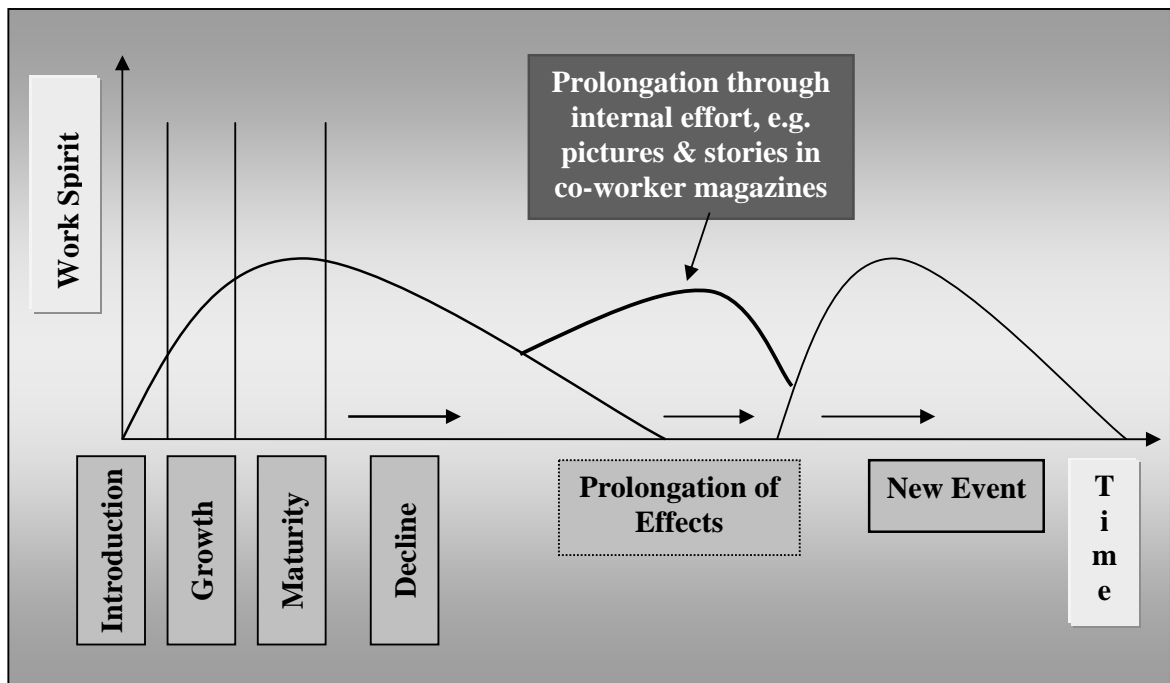 Work Spirit
Prolongation through
internal effort, e.g.
pictures & stories in
co-worker magazines
Introduction
Growth
Maturity
Decline
Prolongation of
Effects
New Event
T
i
m
e